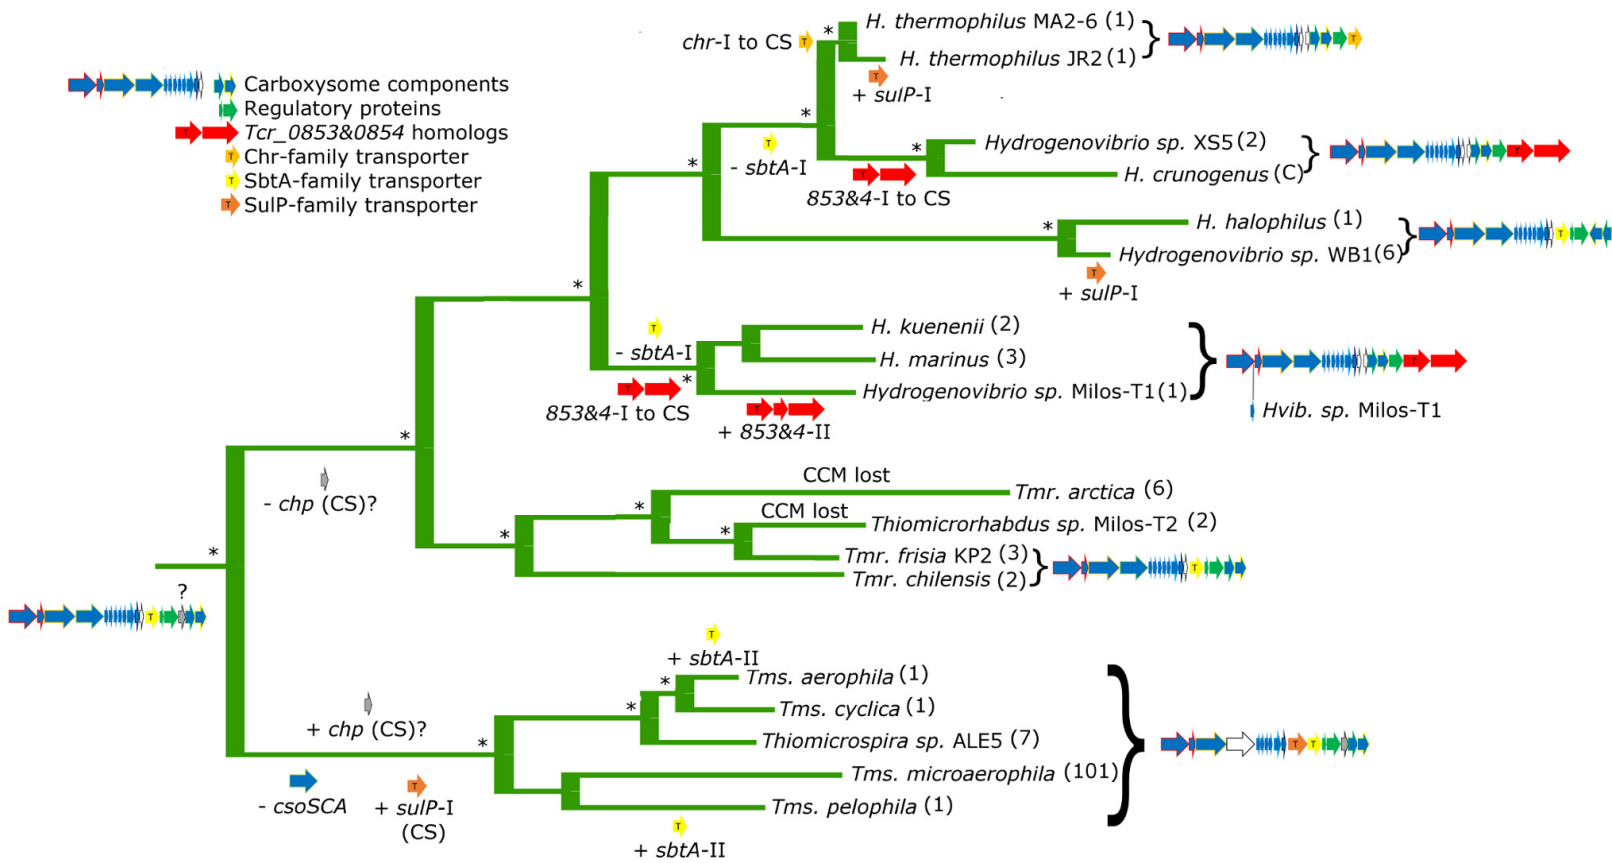 Carboxysome components
Regulatory proteins
T Tcr_0853&0854 homologs
T Chr-family transporter
T SbtA-family transporter
T SulP-family transporter
chr-I to CS T
* H. thermophilus MA2-6 (1) } T
H. thermophilus JR2 (1)
T
+ sulP-I
*
T
- sbtA-I
* Hydrogenovibrio sp. XS5 (2) } T
H. crunogenus (C)
T
853&4-I to CS
*
* H. halophilus (1) } T
Hydrogenovibrio sp. WB1(6)
T
+ sulP-I
*
T
- sbtA-I
H. kuenenii (2)
H. marinus (3) } T
* Hydrogenovibrio sp. Milos-T1(1)
T
853&4-I to CS
T
+ 853&4-II
Hvib. sp. Milos-T1
*
- chp (CS)?
CCM lost
* Tmr. arctica (6)
CCM lost
* * Thiomicrorhabdus sp. Milos-T2 (2)
Tmr. frisia KP2 (3) } T
Tmr. chilensis (2)
*
?
T
T
+ sbtA-II
* Tms. aerophila (1)
* Tms. cyclica (1)
+ chp (CS)?
* Thiomicrospira sp. ALE5 (7) } T T
Tms. microaerophila (101)
Tms. pelophila (1)
- csoSCA
T
+ sulP-I
(CS)
T
+ sbtA-II